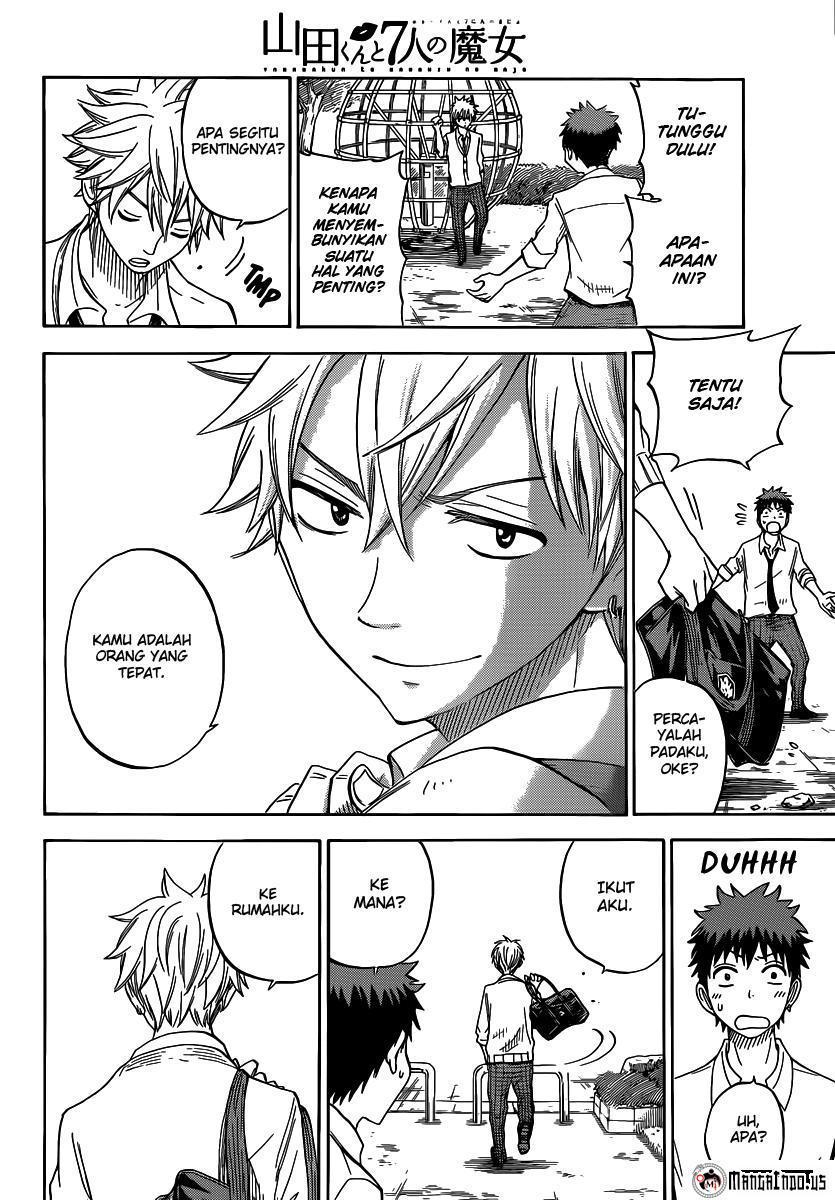 山田くんと7人の魔女
YAMADAKUN TO NANANIN NO MAJO
TU-
TUNGGU
DULU!
APA-
APAAN
INI?
KENAPA
KAMU
MENYEM-
BUNYIKAN
SUATU
HAL YANG
PENTING?
APA SEGITU
PENTINGNYA?
TMP
TENTU
SAJA!
PERCA-
YALAH
PADAKU,
OKE?
KAMU ADALAH
ORANG YANG
TEPAT.
DUHHH
UH,
APA?
IKUT
AKU.
KE
MANA?
KE
RUMAHKU.
MANGAINDO.US